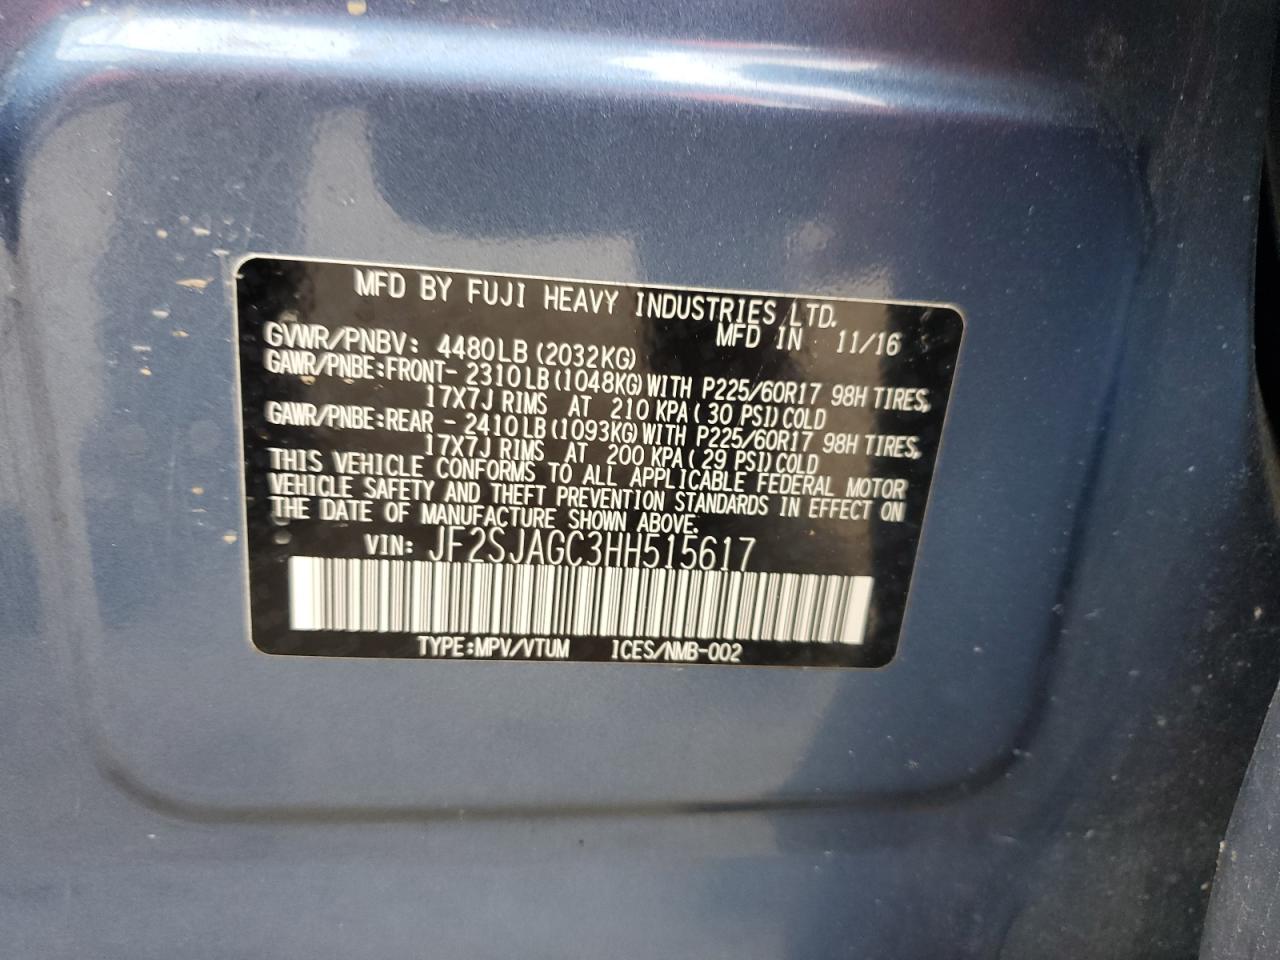 MFD BY FUJI HEAVY INDUSTRIES LTD.
MFD IN 11/16
GVWR/PNBV: 4480LB (2032KG)
GAWR/PNBE:FRONT- 2310LB (1048KG) WITH P225/60R17 98H TIRES,
17X7J RIMS AT 210 KPA ( 30 PSI) COLD
GAWR/PNBE:REAR - 2410LB (1093KG) WITH P225/60R17 98H TIRES,
17X7J RIMS AT 200 KPA ( 29 PSI) COLD
THIS VEHICLE CONFORMS TO ALL APPLICABLE FEDERAL MOTOR
VEHICLE SAFETY AND THEFT PREVENTION STANDARDS IN EFFECT ON
THE DATE OF MANUFACTURE SHOWN ABOVE.
VIN: JF2SJAGC3HH515617
TYPE:MPV/VTUM ICES/NMB-002